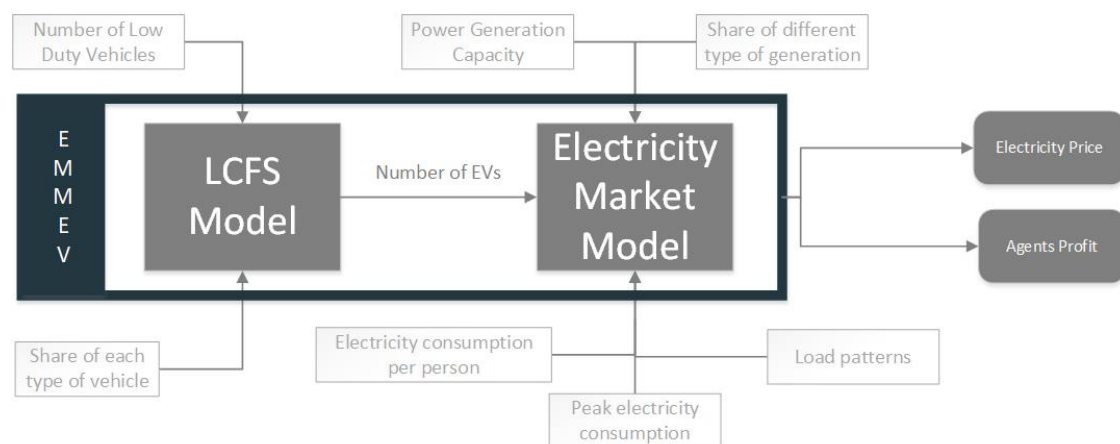 Number of Low
Duty Vehicles
Power Generation
Capacity
Share of different
type of generation
E
M
M
E
V
LCFS
Model
Number of EVs
Electricity
Market
Model
Electricity Price
Agents Profit
Share of each
type of vehicle
Electricity consumption
per person
Load patterns
Peak electricity
consumption